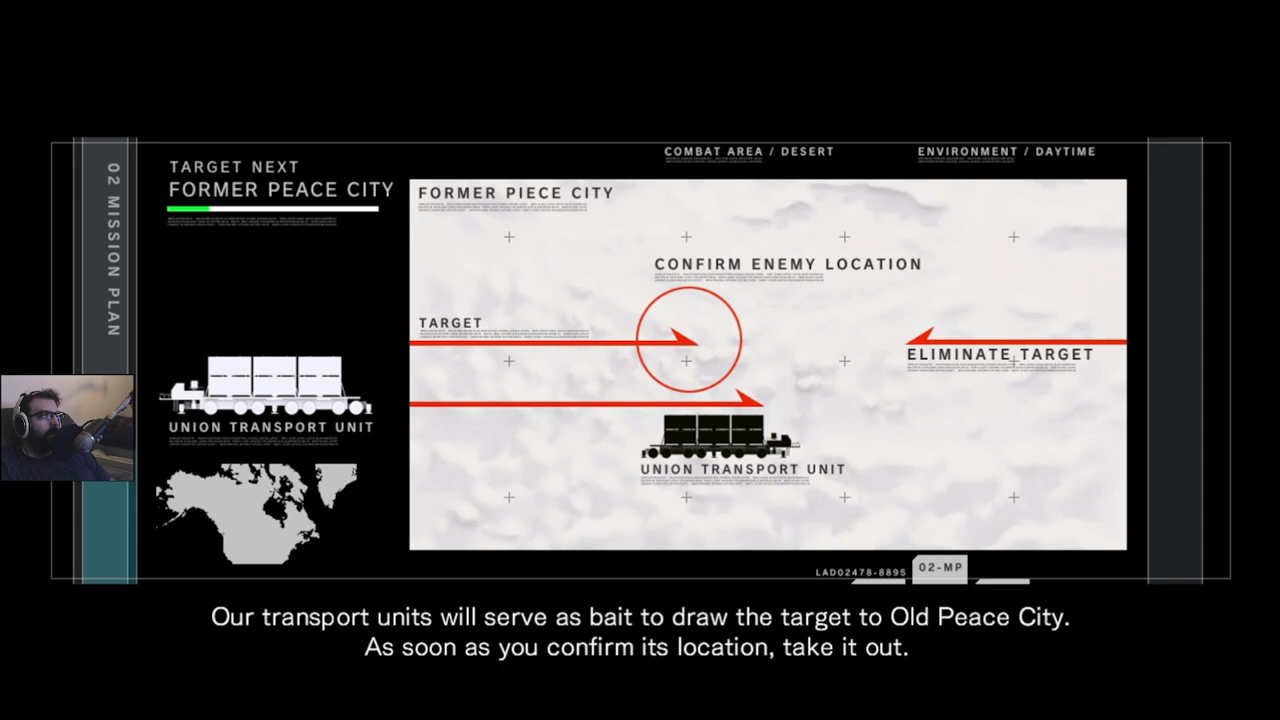 02 MISSION PLAN
TARGET NEXT
FORMER PEACE CITY
COMBAT AREA / DESERT
ENVIRONMENT / DAYTIME
FORMER PIECE CITY
CONFIRM ENEMY LOCATION
TARGET
ELIMINATE TARGET
UNION TRANSPORT UNIT
UNION TRANSPORT UNIT
LAD02478-8895
02-MP
Our transport units will serve as bait to draw the target to Old Peace City.
As soon as you confirm its location, take it out.